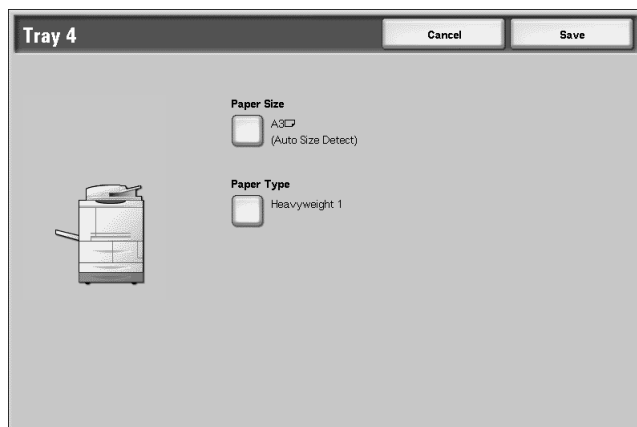 Tray 4
Cancel
Save
Paper Size
A3
(Auto Size Detect)
Paper Type
Heavyweight 1